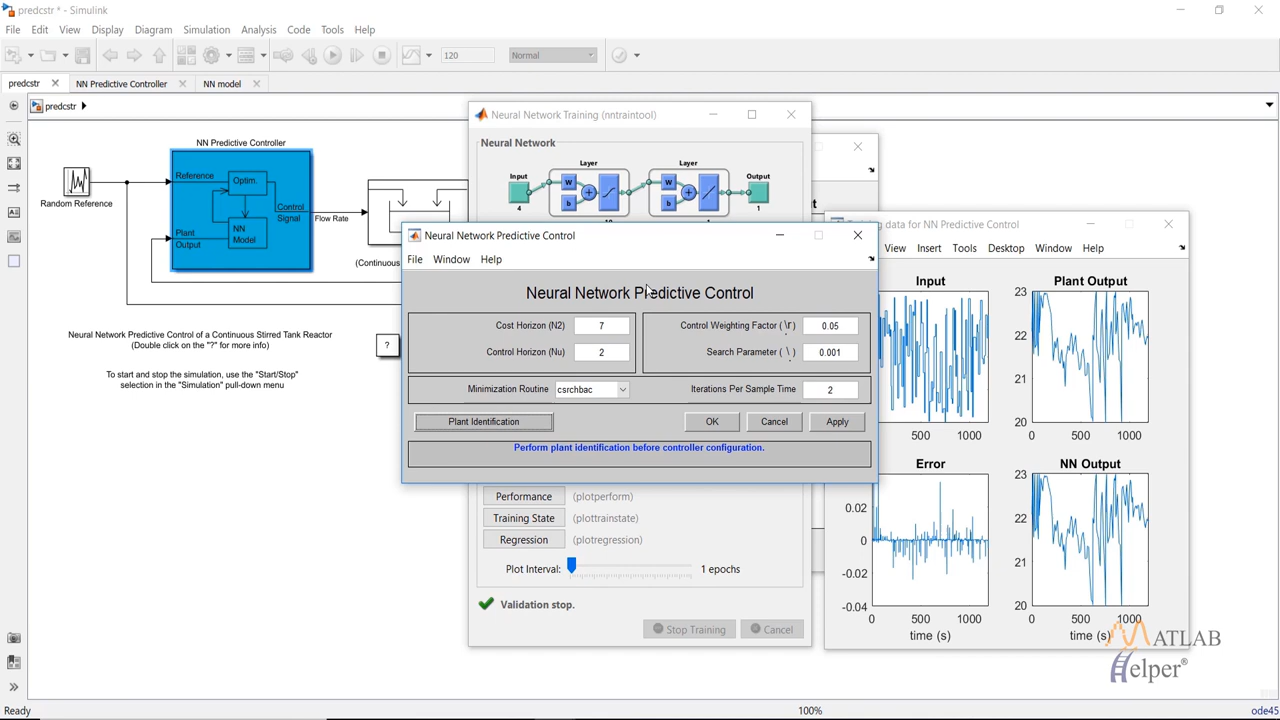 predcstr * - Simulink
File Edit View Display Diagram Simulation Analysis Code Tools Help
120
Normal
predcstr
NN Predictive Controller
NN model
predcstr
NN Predictive Controller
Reference
Optim.
Control
Signal
Plant
Output
NN
Model
Random Reference
Flow Rate
(Continuous
Neural Network Predictive Control of a Continuous Stirred Tank Reactor
(Double click on the "?" for more info)
?
To start and stop the simulation, use the "Start/Stop"
selection in the "Simulation" pull-down menu
Neural Network Training (nntraintool)
Neural Network
Layer
Layer
Input
Output
W
b
W
b
4
1
Neural Network Predictive Control
File Window Help
Neural Network Predictive Control
Cost Horizon (N2) 7
Control Weighting Factor (\r) 0.05
Control Horizon (Nu) 2
Search Parameter (\) 0.001
Minimization Routine csrchbac
Iterations Per Sample Time 2
Plant Identification
OK
Cancel
Apply
Perform plant identification before controller configuration.
Performance (plotperform)
Training State (plottrainstate)
Regression (plotregression)
Plot Interval: 1 epochs
Validation stop.
Stop Training
Cancel
data for NN Predictive Control
View Insert Tools Desktop Window Help
Input
500 1000
Plant Output
23
22
21
20
0 500 1000
Error
0.02
0
-0.02
-0.04
0 500 1000
time (s)
NN Output
23
22
21
20
0 500 1000
time (s)
MATLAB
Helper®
Ready
100%
ode45